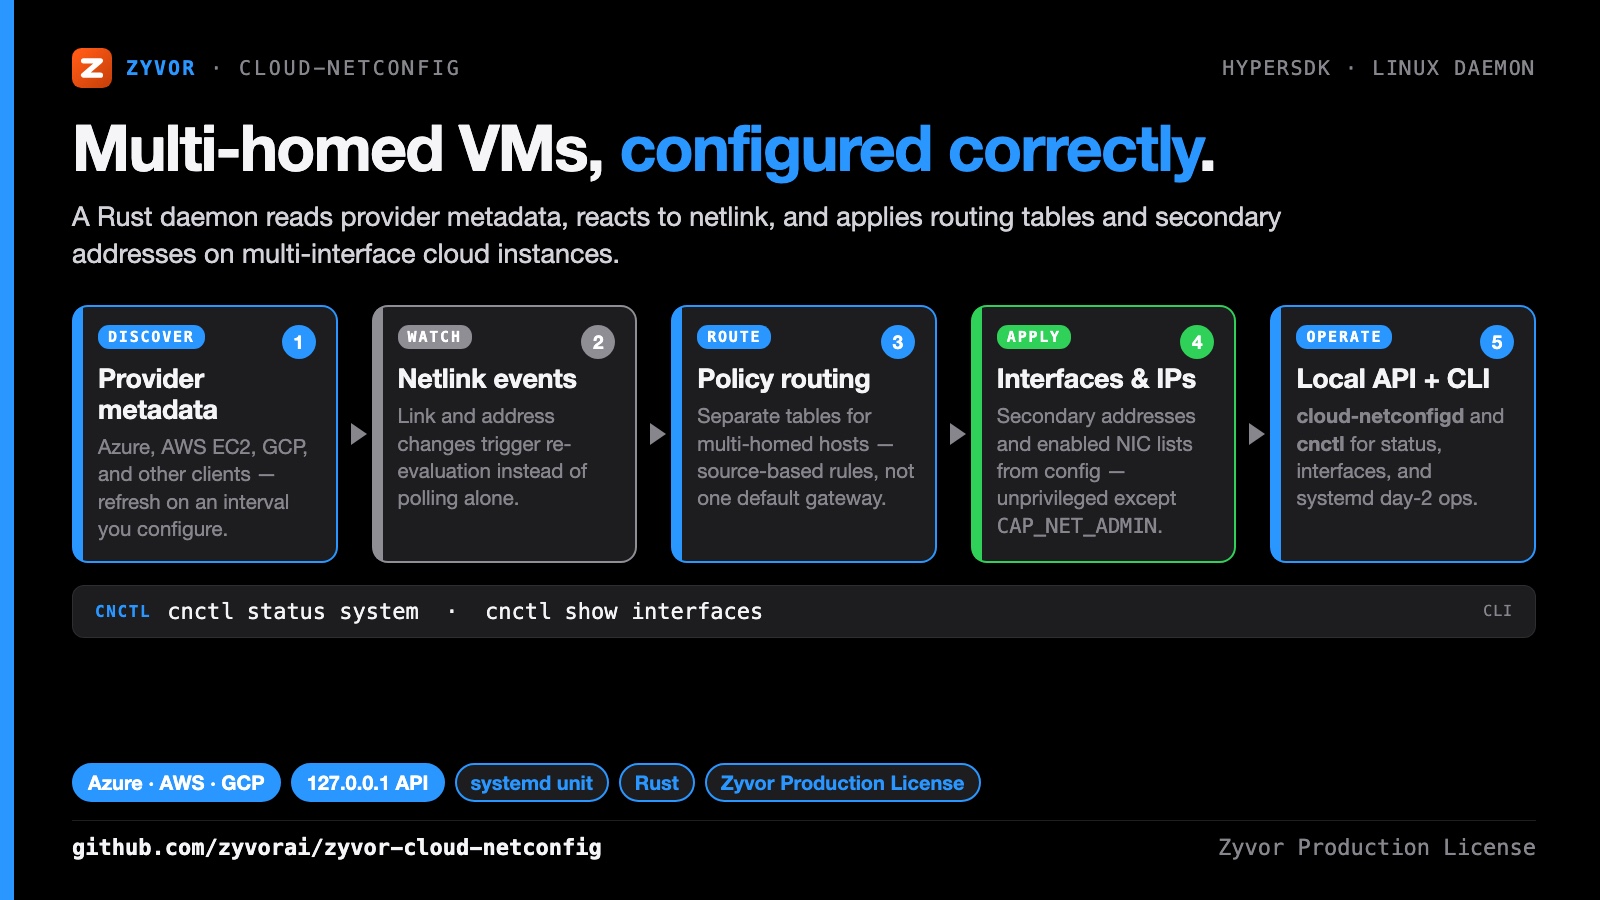 ZYVOR · CLOUD-NETCONFIG
HYPERSDK · LINUX DAEMON
Multi-homed VMs, configured correctly.
A Rust daemon reads provider metadata, reacts to netlink, and applies routing tables and secondary
addresses on multi-interface cloud instances.
DISCOVER
1
Provider
metadata
Azure, AWS EC2, GCP,
and other clients —
refresh on an interval
you configure.
WATCH
2
Netlink events
Link and address
changes trigger re-
evaluation instead of
polling alone.
ROUTE
3
Policy routing
Separate tables for
multi-homed hosts —
source-based rules, not
one default gateway.
APPLY
4
Interfaces & IPs
Secondary addresses
and enabled NIC lists
from config —
unprivileged except
CAP_NET_ADMIN.
OPERATE
5
Local API + CLI
cloud-netconfigd and
cnctl for status,
interfaces, and
systemd day-2 ops.
CNCTL cnctl status system · cnctl show interfaces
CLI
Azure · AWS · GCP
127.0.0.1 API
systemd unit
Rust
Zyvor Production License
github.com/zyvorai/zyvor-cloud-netconfig
Zyvor Production License